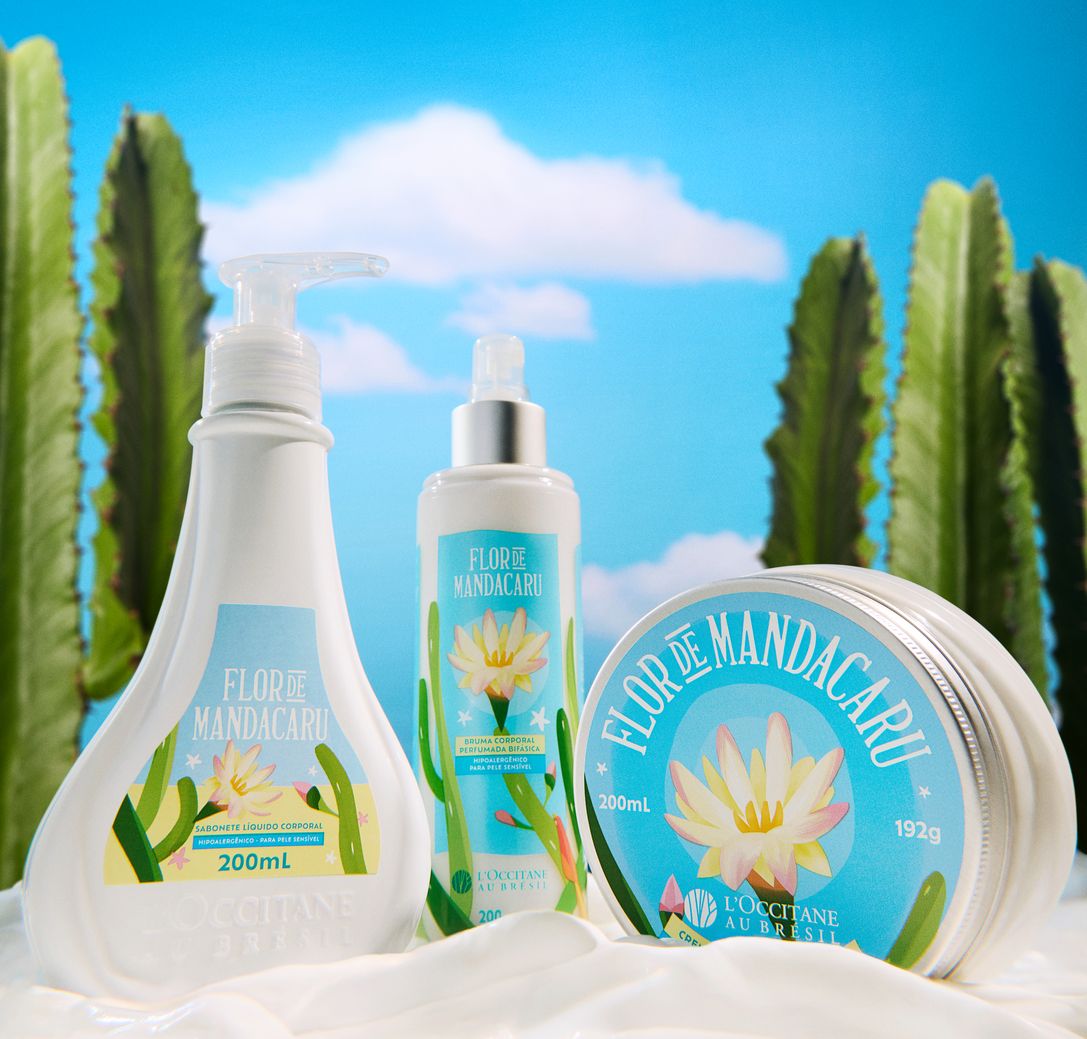 FLOR DE
MANDACARU
SABONETE LÍQUIDO CORPORAL
HIPOALERGÊNICO - PARA PELE SENSÍVEL
200mL
L'OCCITANE
AU BRÉSIL
FLOR DE
MANDACARU
BRUMA CORPORAL
PERFUMADA BIFÁSICA
HIPOALERGÊNICO
PARA PELE SENSÍVEL
L'OCCITANE
AU BRÉSIL
200
FLOR DE MANDACARU
200mL
192g
L'OCCITANE
AU BRÉSIL